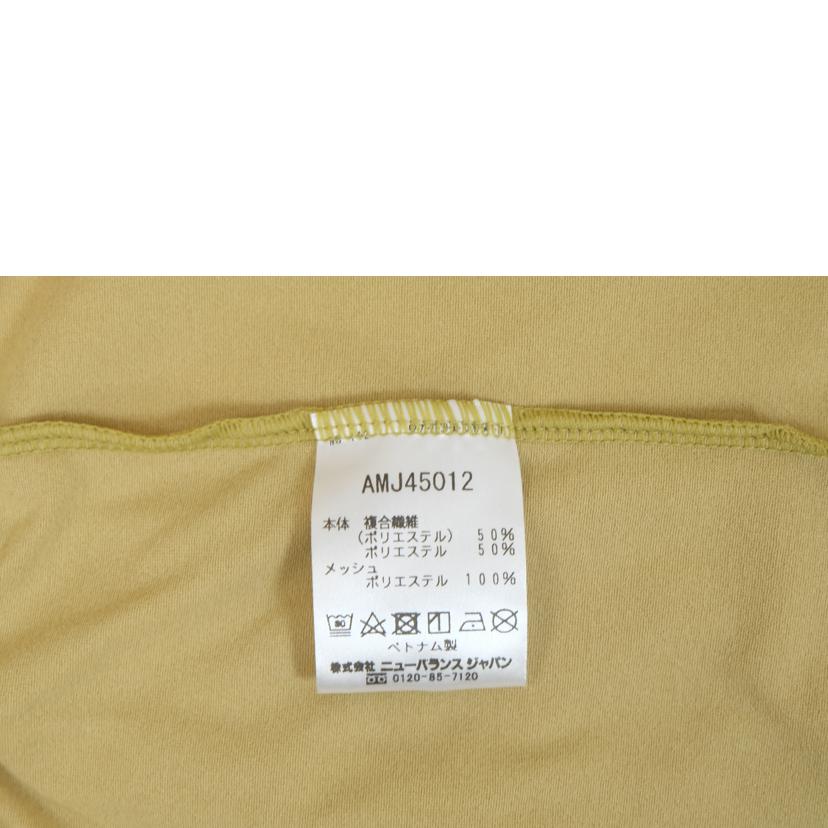 AMJ45012
本体 複合繊維
(ポリエステル) 50%
ポリエステル 50%
メッシュ
ポリエステル 100%
ベトナム製
株式会社 ニューバランス ジャパン
0120-85-7120